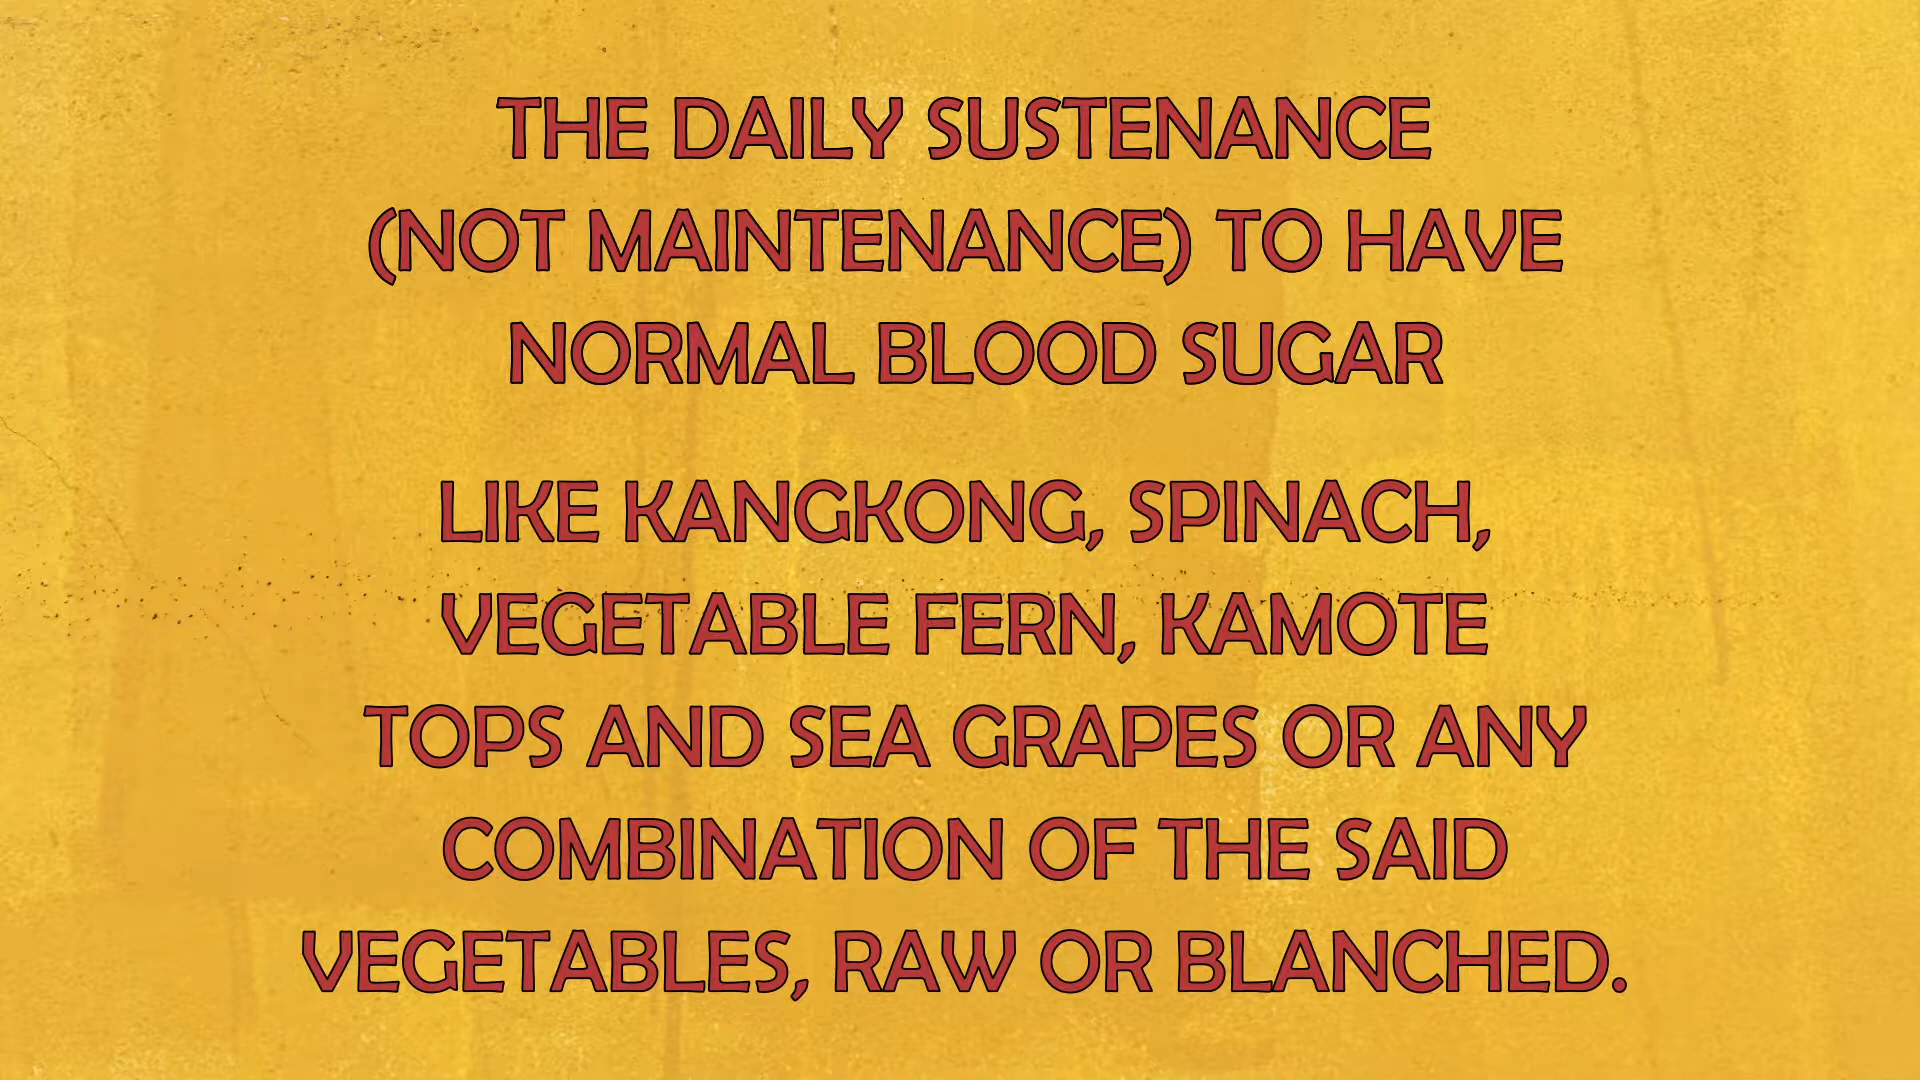 THE DAILY SUSTENANCE
(NOT MAINTENANCE) TO HAVE
NORMAL BLOOD SUGAR
LIKE KANGKONG, SPINACH,
VEGETABLE FERN, KAMOTE
TOPS AND SEA GRAPES OR ANY
COMBINATION OF THE SAID
VEGETABLES, RAW OR BLANCHED.